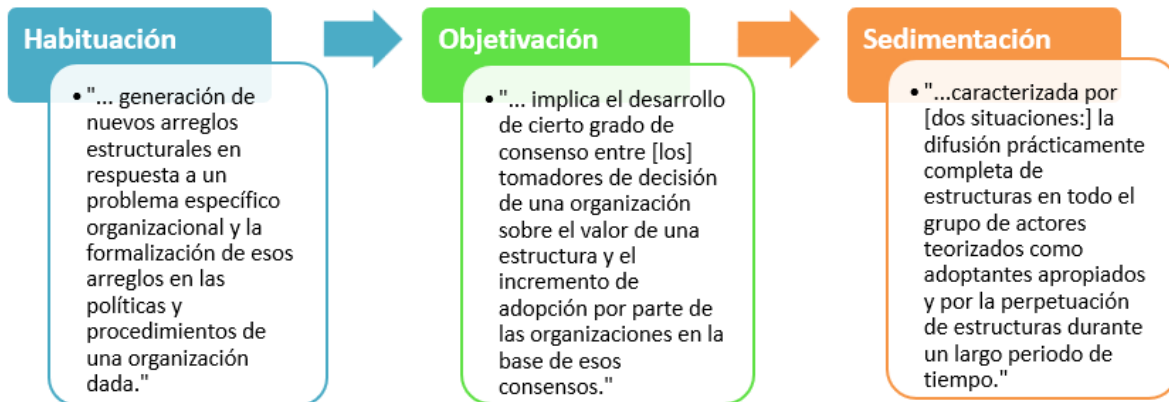 Habituación
• "... generación de
nuevos arreglos
estructurales en
respuesta a un
problema específico
organizacional y la
formalización de esos
arreglos en las
políticas y
procedimientos de
una organización
dada."
Objetivación
• "... implica el desarrollo
de cierto grado de
consenso entre [los]
tomadores de decisión
de una organización
sobre el valor de una
estructura y el
incremento de
adopción por parte de
las organizaciones en la
base de esos
consensos."
Sedimentación
• "...caracterizada por
[dos situaciones:] la
difusión prácticamente
completa de
estructuras en todo el
grupo de actores
teorizados como
adoptantes apropiados
y por la perpetuación
de estructuras durante
un largo periodo de
tiempo."